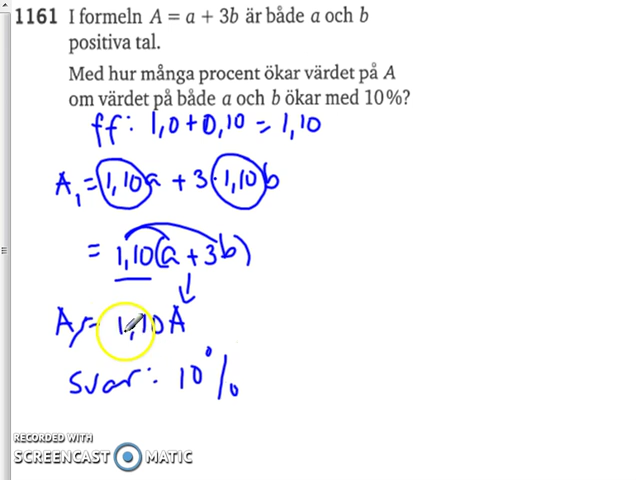 1161 I formeln A = a + 3b är både a och b
positiva tal.
Med hur många procent ökar värdet på A
om värdet på både a och b ökar med 10%?
ff: 1,0+0,10 = 1,10
A₁ = 1,10a + 3·1,10b
= 1,10(a + 3b)
A₁ = 1,10A
Svar: 10%
RECORDED WITH
SCREENCAST MATIC